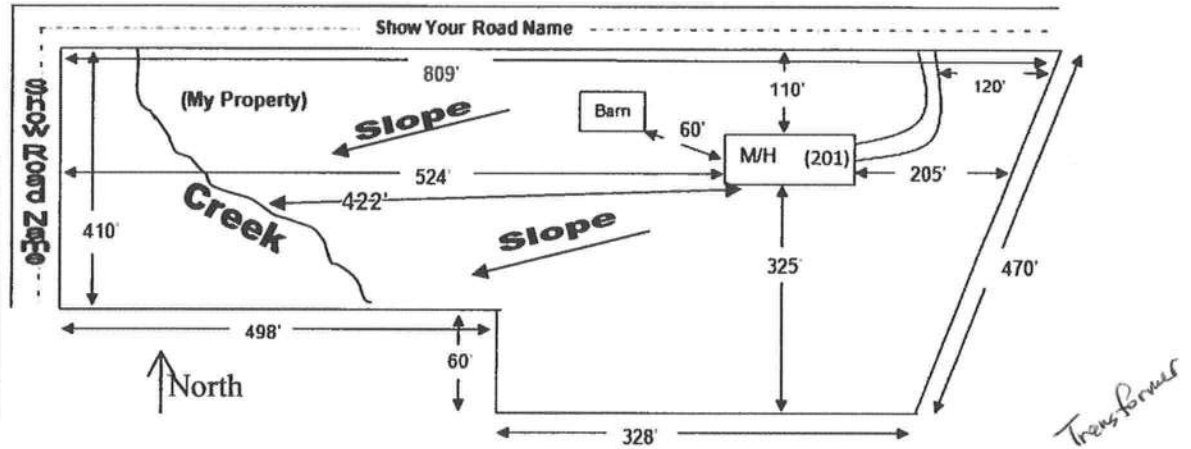 Show Your Road Name
Show Road Name
809'
(My Property)
110'
120'
Barn
Slope
60'
M/H (201)
524'
205'
422'
Creek
410'
Slope
325'
470'
498'
60'
North
328'
Transformer